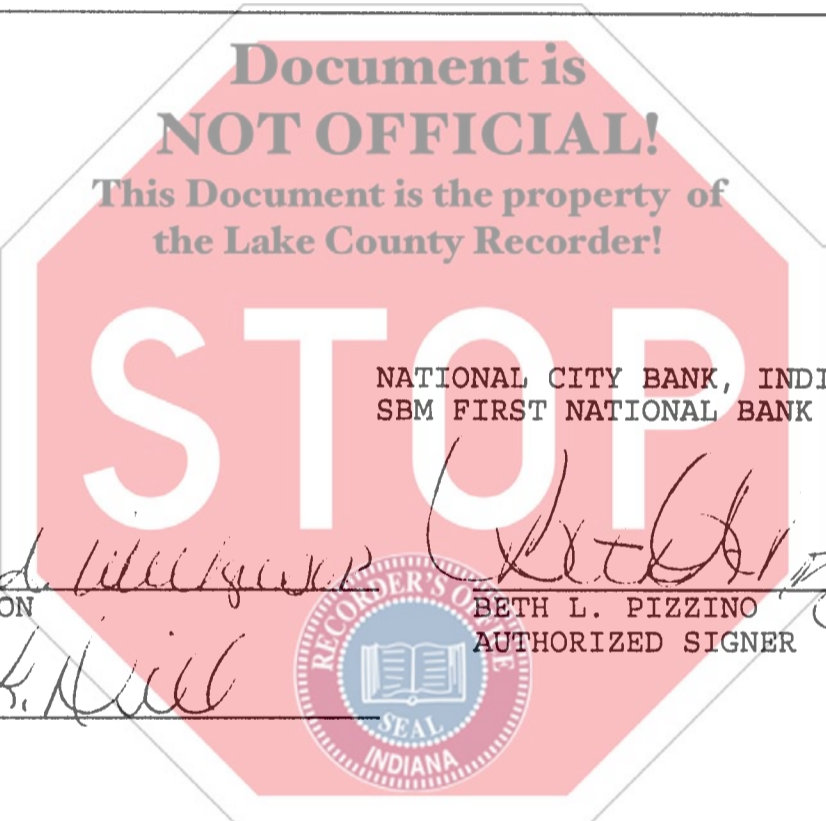 Document is
NOT OFFICIAL!
This Document is the property of
the Lake County Recorder!
STOP
NATIONAL CITY BANK, INDI
SBM FIRST NATIONAL BANK
ON
BETH L. PIZZINO
AUTHORIZED SIGNER
RECORDER'S OFFICE
SEAL
INDIANA